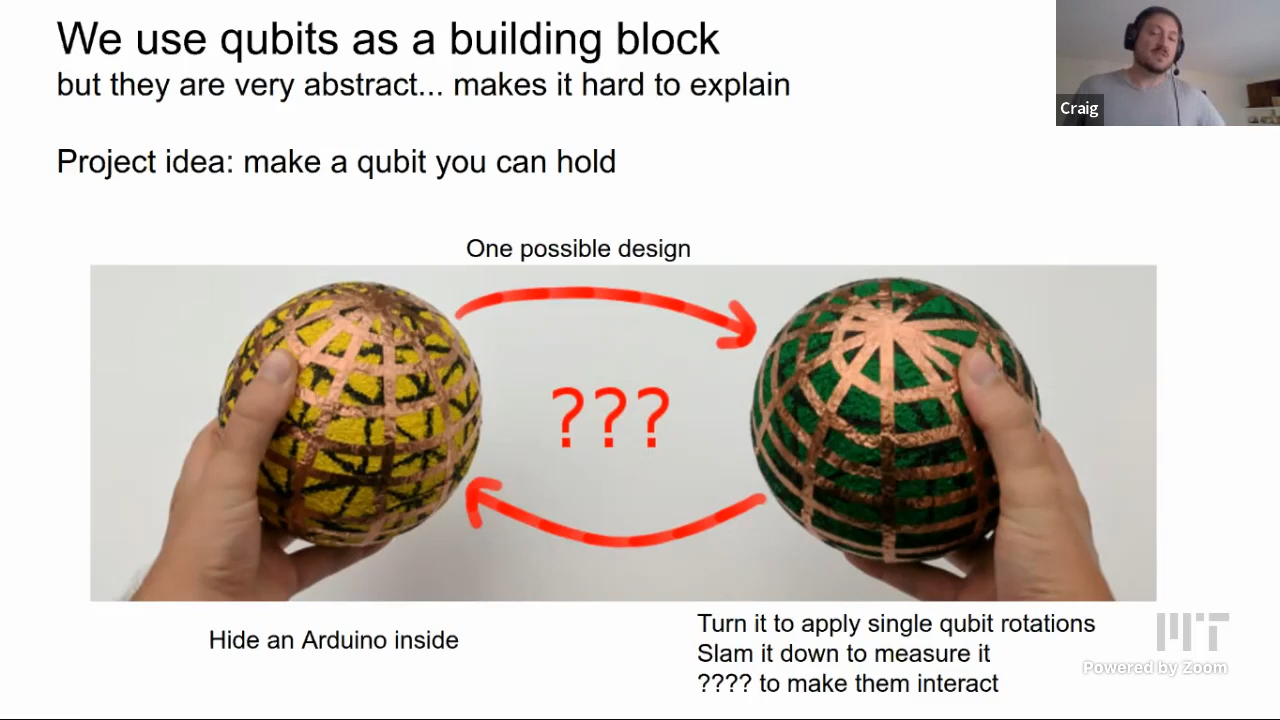 We use qubits as a building block
but they are very abstract... makes it hard to explain
Craig
Project idea: make a qubit you can hold
One possible design
???
Hide an Arduino inside
Turn it to apply single qubit rotations
Slam it down to measure it
???? to make them interact
MIT
Powered by Zoom